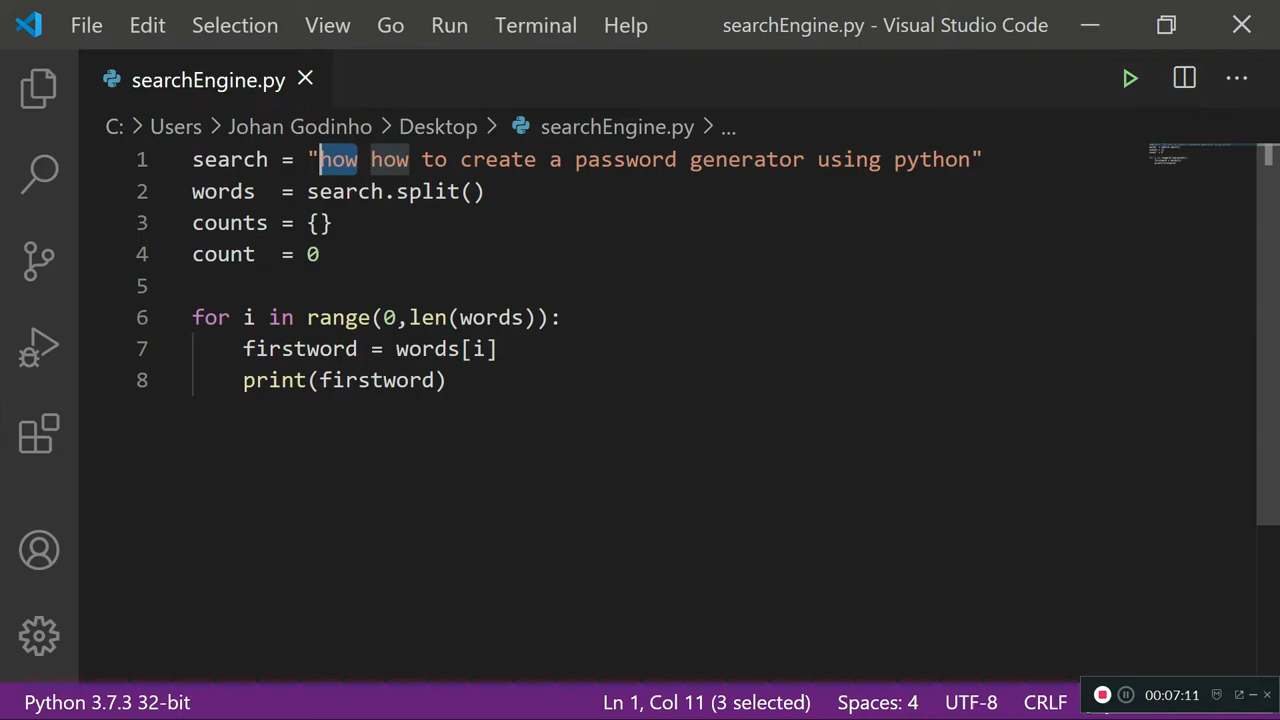 File Edit Selection View Go Run Terminal Help searchEngine.py - Visual Studio Code
searchEngine.py
C: > Users > Johan Godinho > Desktop > searchEngine.py > ...
1 search = "how how to create a password generator using python"
2 words  = search.split()
3 counts = {}
4 count  = 0
5
6 for i in range(0,len(words)):
7     firstword = words[i]
8     print(firstword)
Python 3.7.3 32-bit Ln 1, Col 11 (3 selected) Spaces: 4 UTF-8 CRLF 00:07:11